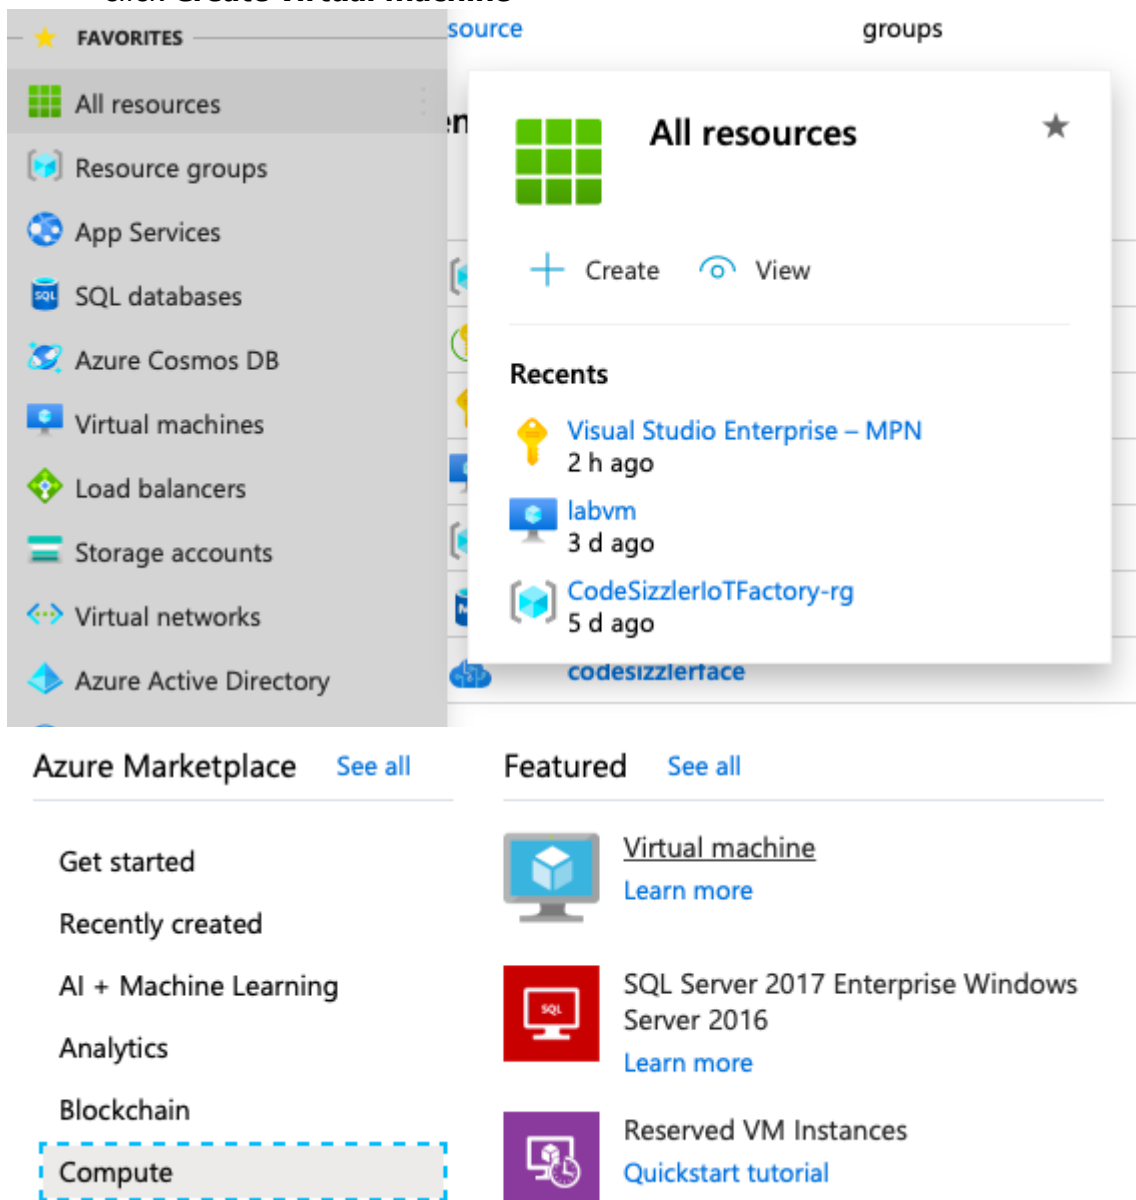 click Create Virtual machine
FAVORITES
All resources
Resource groups
App Services
SQL databases
Azure Cosmos DB
Virtual machines
Load balancers
Storage accounts
Virtual networks
Azure Active Directory
source
groups
All resources
Create
View
Recents
Visual Studio Enterprise – MPN
2 h ago
labvm
3 d ago
CodeSizzlerIoTFactory-rg
5 d ago
codesizzlerface
Azure Marketplace See all
Get started
Recently created
AI + Machine Learning
Analytics
Blockchain
Compute
Featured See all
Virtual machine
Learn more
SQL Server 2017 Enterprise Windows
Server 2016
Learn more
Reserved VM Instances
Quickstart tutorial